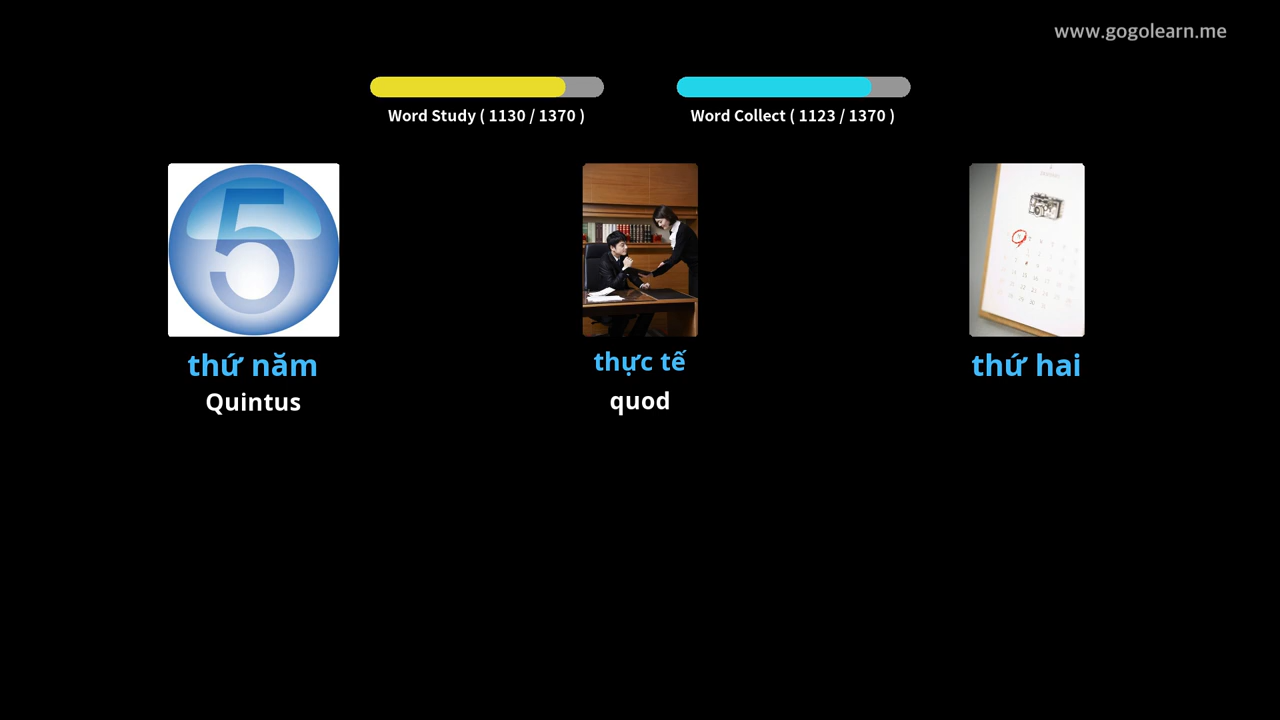 www.gogolearn.me
Word Study ( 1130 / 1370 )
Word Collect ( 1123 / 1370 )
5
thứ năm
Quintus
thực tế
quod
thứ hai